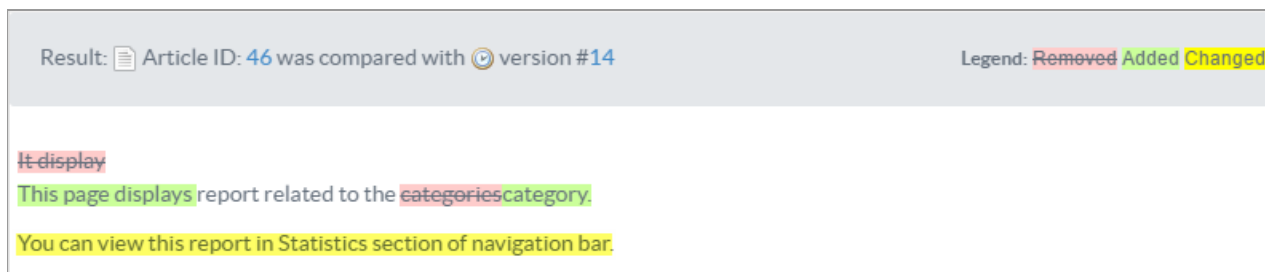 Result: Article ID: 46 was compared with version #14
Legend: Removed Added Changed
It display
This page displays report related to the categoriescategory.
You can view this report in Statistics section of navigation bar.